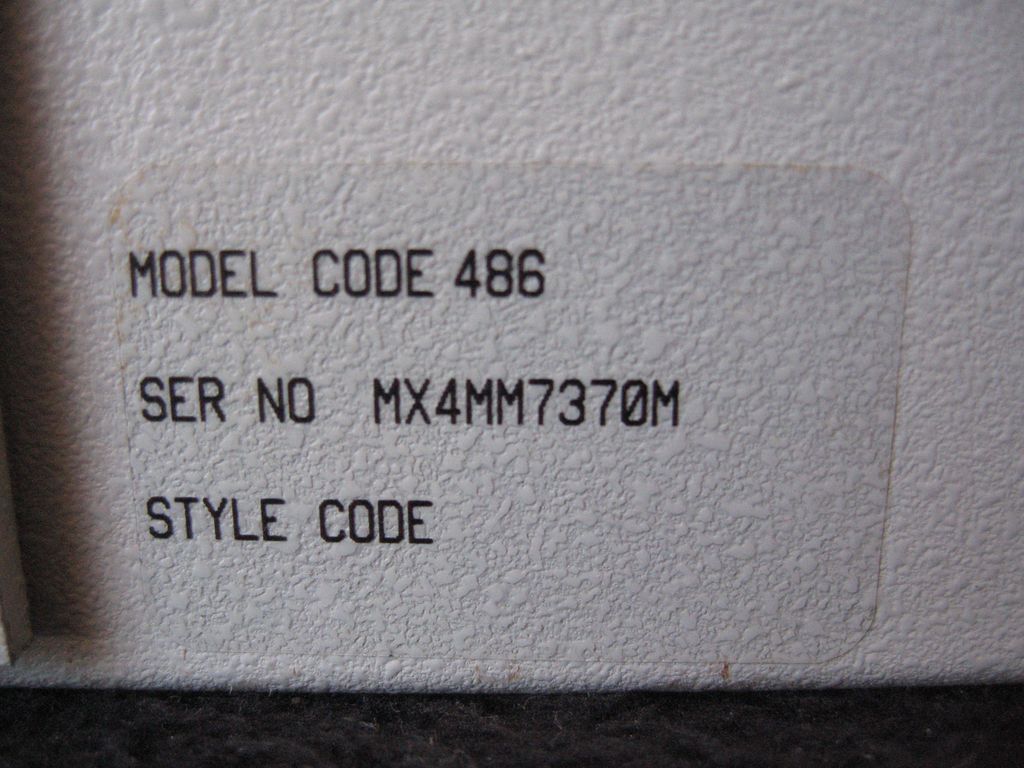 MODEL CODE 486
SER NO MX4MM7370M
STYLE CODE